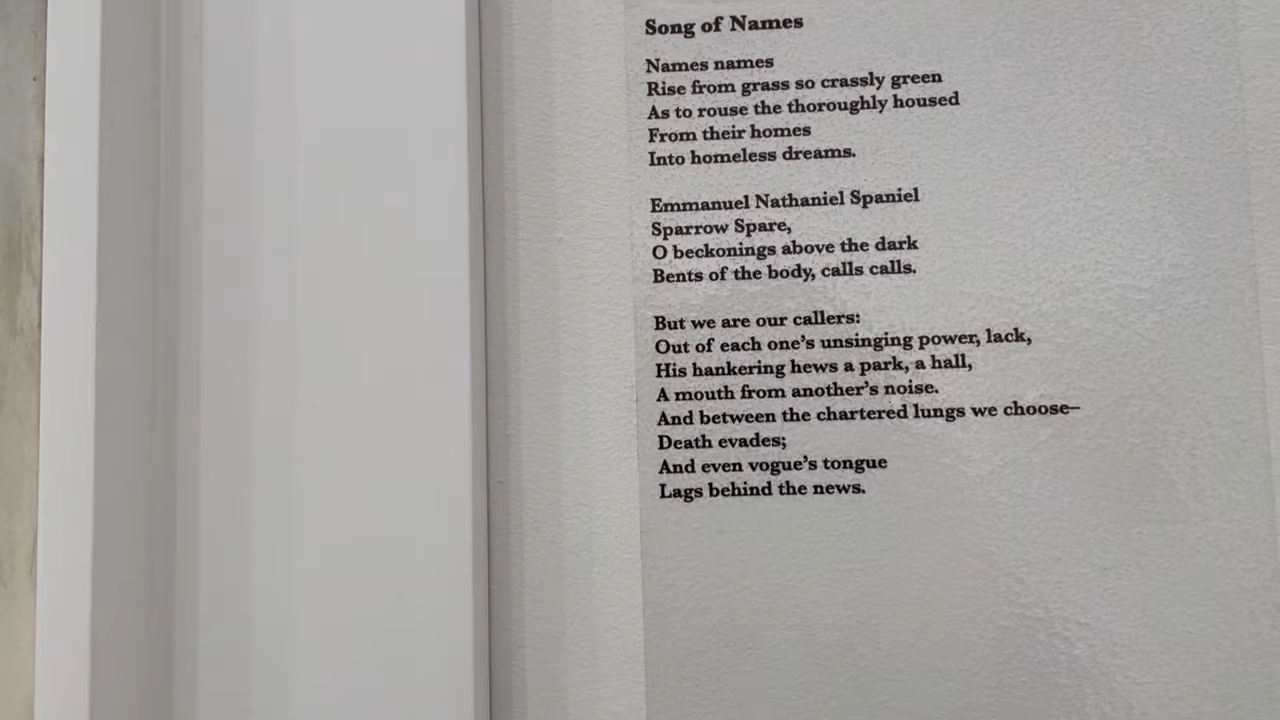 Song of Names
Names names
Rise from grass so crassly green
As to rouse the thoroughly housed
From their homes
Into homeless dreams.
Emmanuel Nathaniel Spaniel
Sparrow Spare,
O beckonings above the dark
Bents of the body, calls calls.
But we are our callers:
Out of each one’s unsinging power, lack,
His hankering hews a park, a hall,
A mouth from another’s noise.
And between the chartered lungs we choose–
Death evades;
And even vogue’s tongue
Lags behind the news.